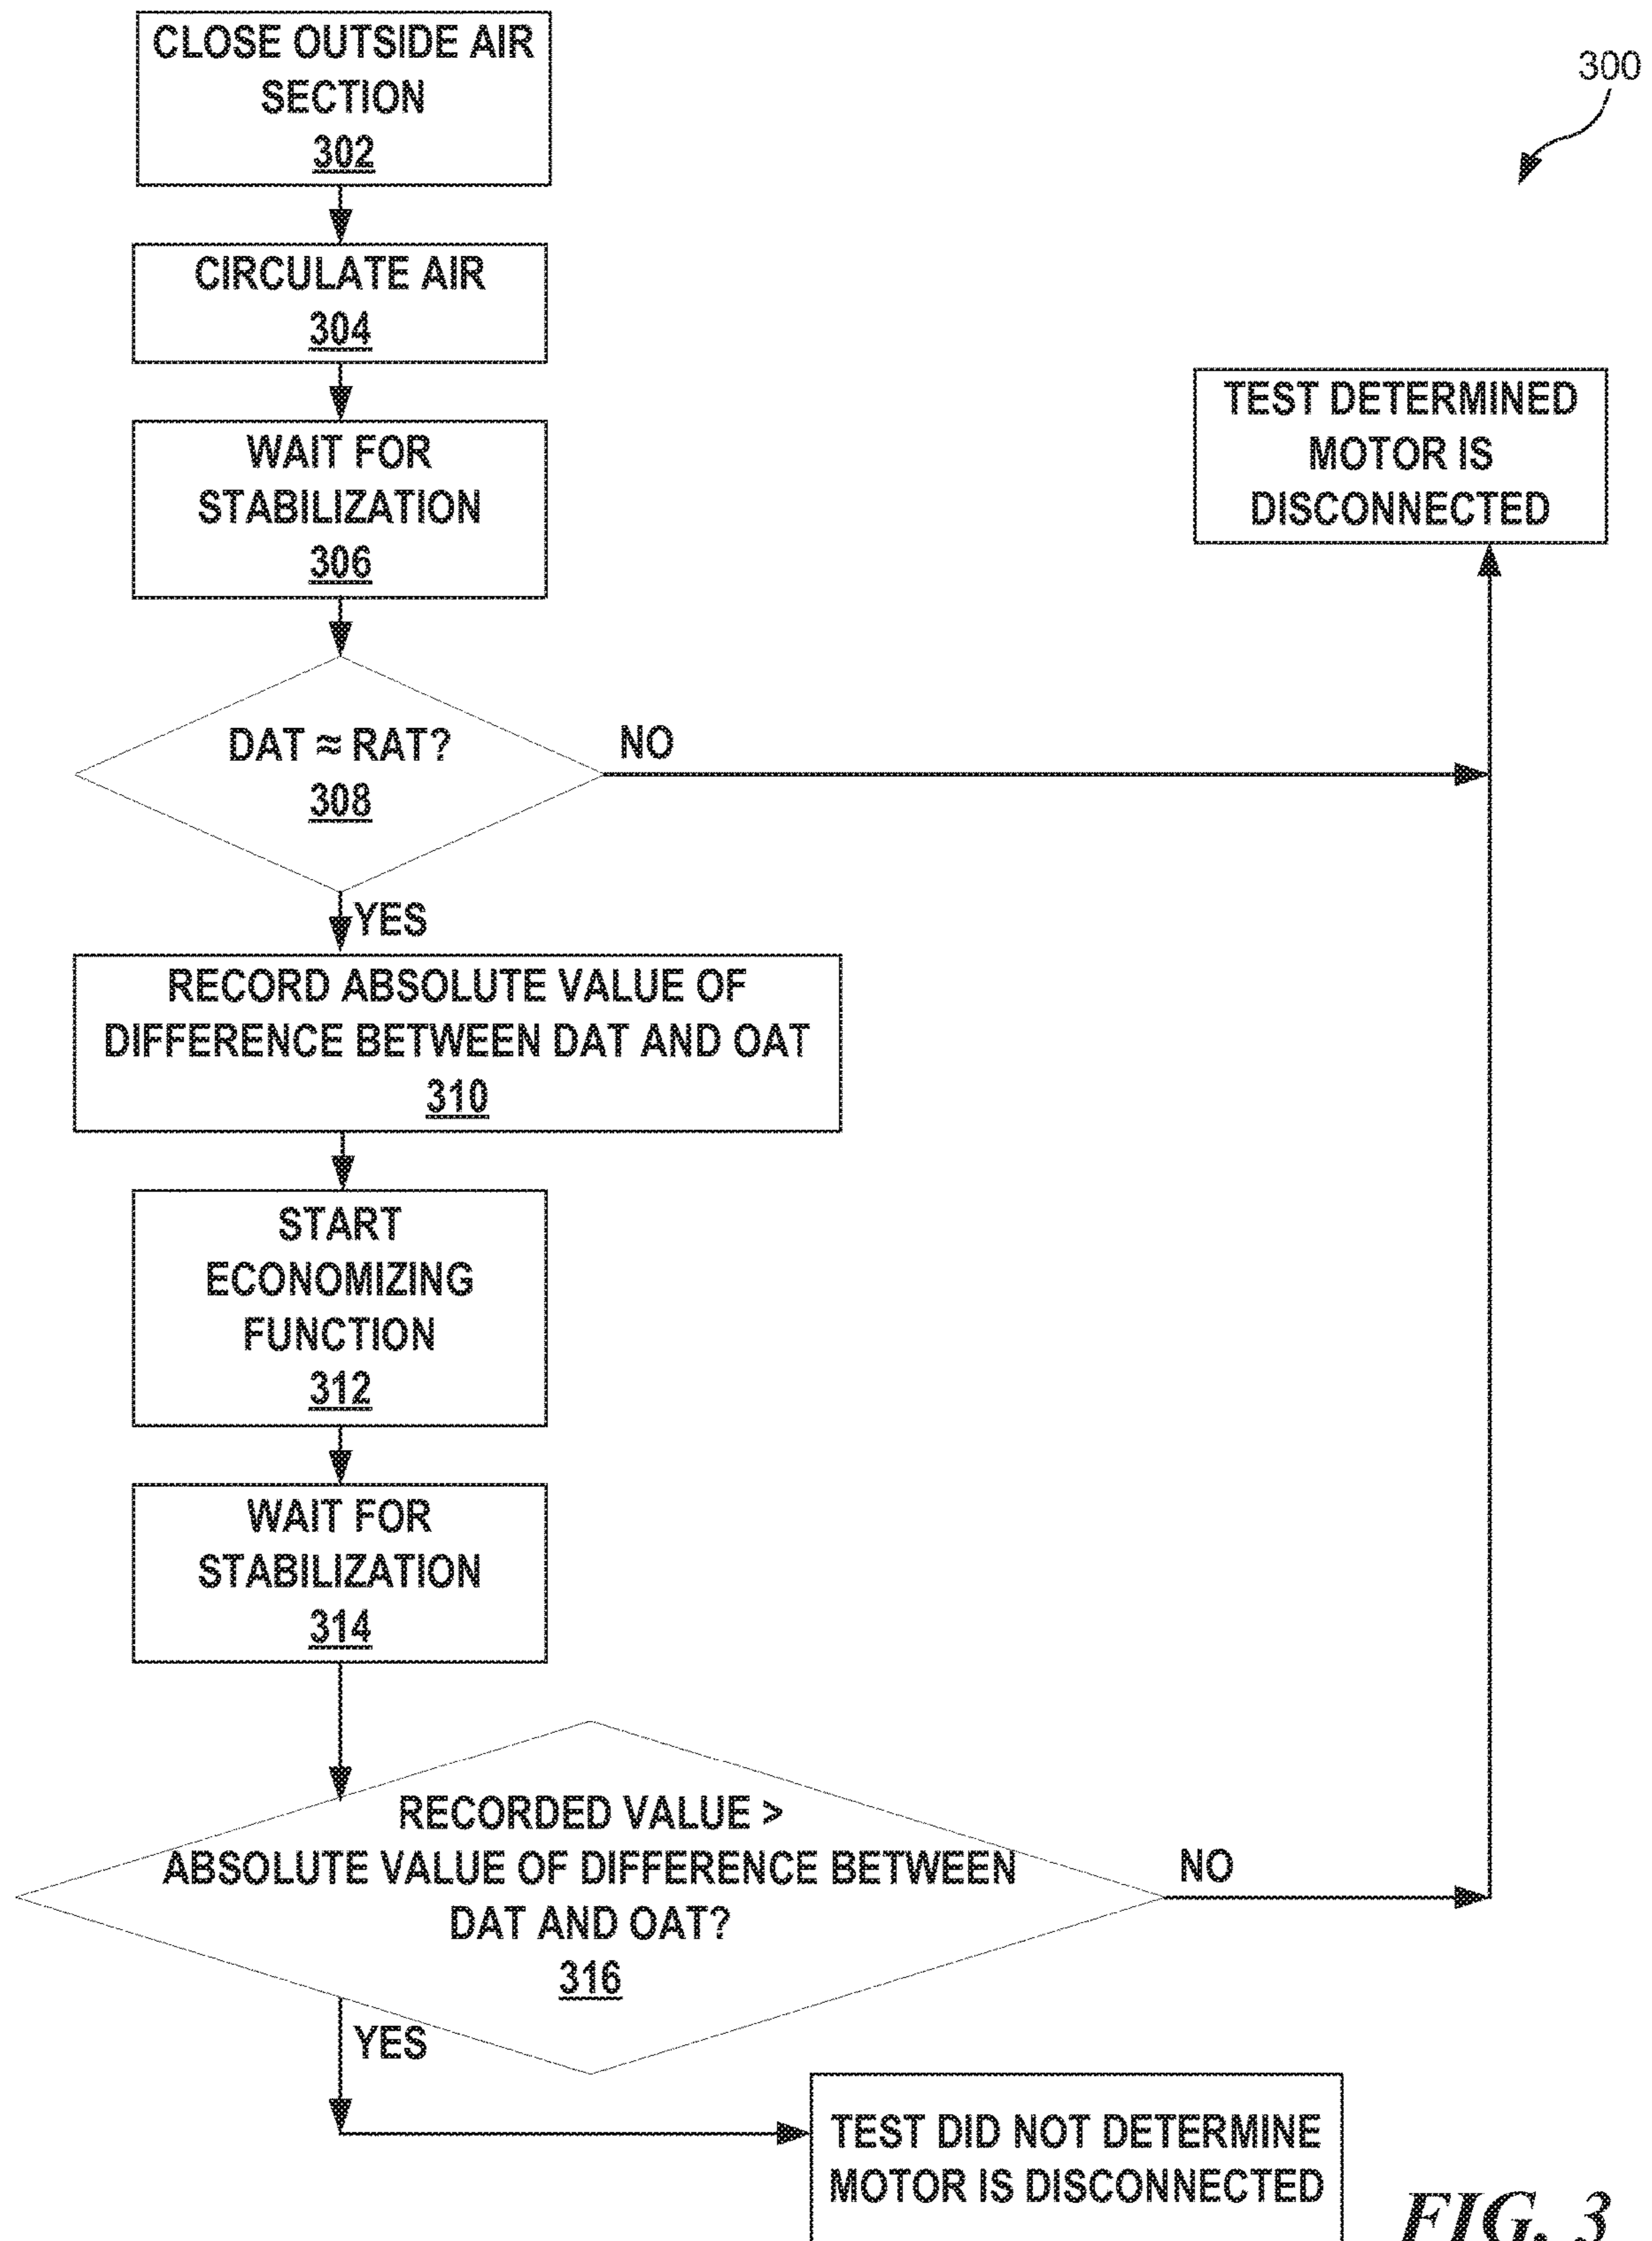 CLOSE OUTSIDE AIR
SECTION
302
300
CIRCULATE AIR
304
WAIT FOR
STABILIZATION
306
TEST DETERMINED
MOTOR IS
DISCONNECTED
DAT ≈ RAT?
308
NO
YES
RECORD ABSOLUTE VALUE OF
DIFFERENCE BETWEEN DAT AND OAT
310
START
ECONOMIZING
FUNCTION
312
WAIT FOR
STABILIZATION
314
RECORDED VALUE >
ABSOLUTE VALUE OF DIFFERENCE BETWEEN
DAT AND OAT?
316
NO
YES
TEST DID NOT DETERMINE
MOTOR IS DISCONNECTED
FIG. 3